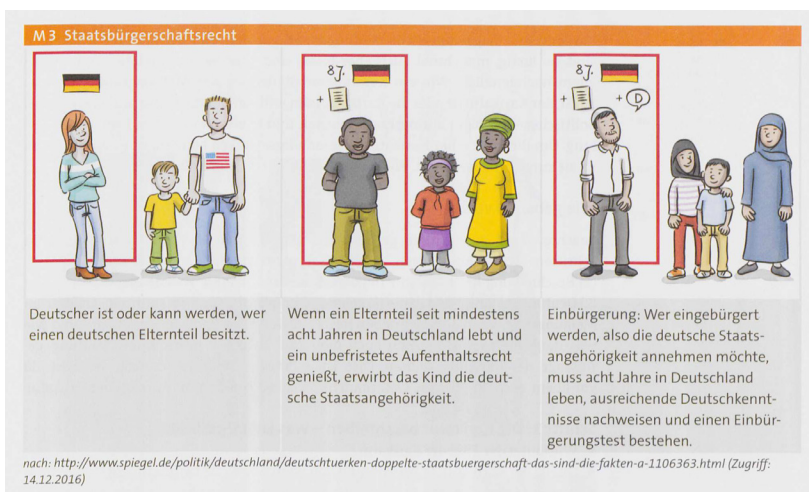 M 3 Staatsbürgerschaftsrecht
8 J.
+
8 J.
+
+ D
Deutscher ist oder kann werden, wer
einen deutschen Elternteil besitzt.
Wenn ein Elternteil seit mindestens
acht Jahren in Deutschland lebt und
ein unbefristetes Aufenthaltsrecht
genießt, erwirbt das Kind die deut-
sche Staatsangehörigkeit.
Einbürgerung: Wer eingebürgert
werden, also die deutsche Staats-
angehörigkeit annehmen möchte,
muss acht Jahre in Deutschland
leben, ausreichende Deutschkennt-
nisse nachweisen und einen Einbür-
gerungstest bestehen.
nach: http://www.spiegel.de/politik/deutschland/deutschtuerken-doppelte-staatsbuergerschaft-das-sind-die-fakten-a-1106363.html (Zugriff:
14.12.2016)